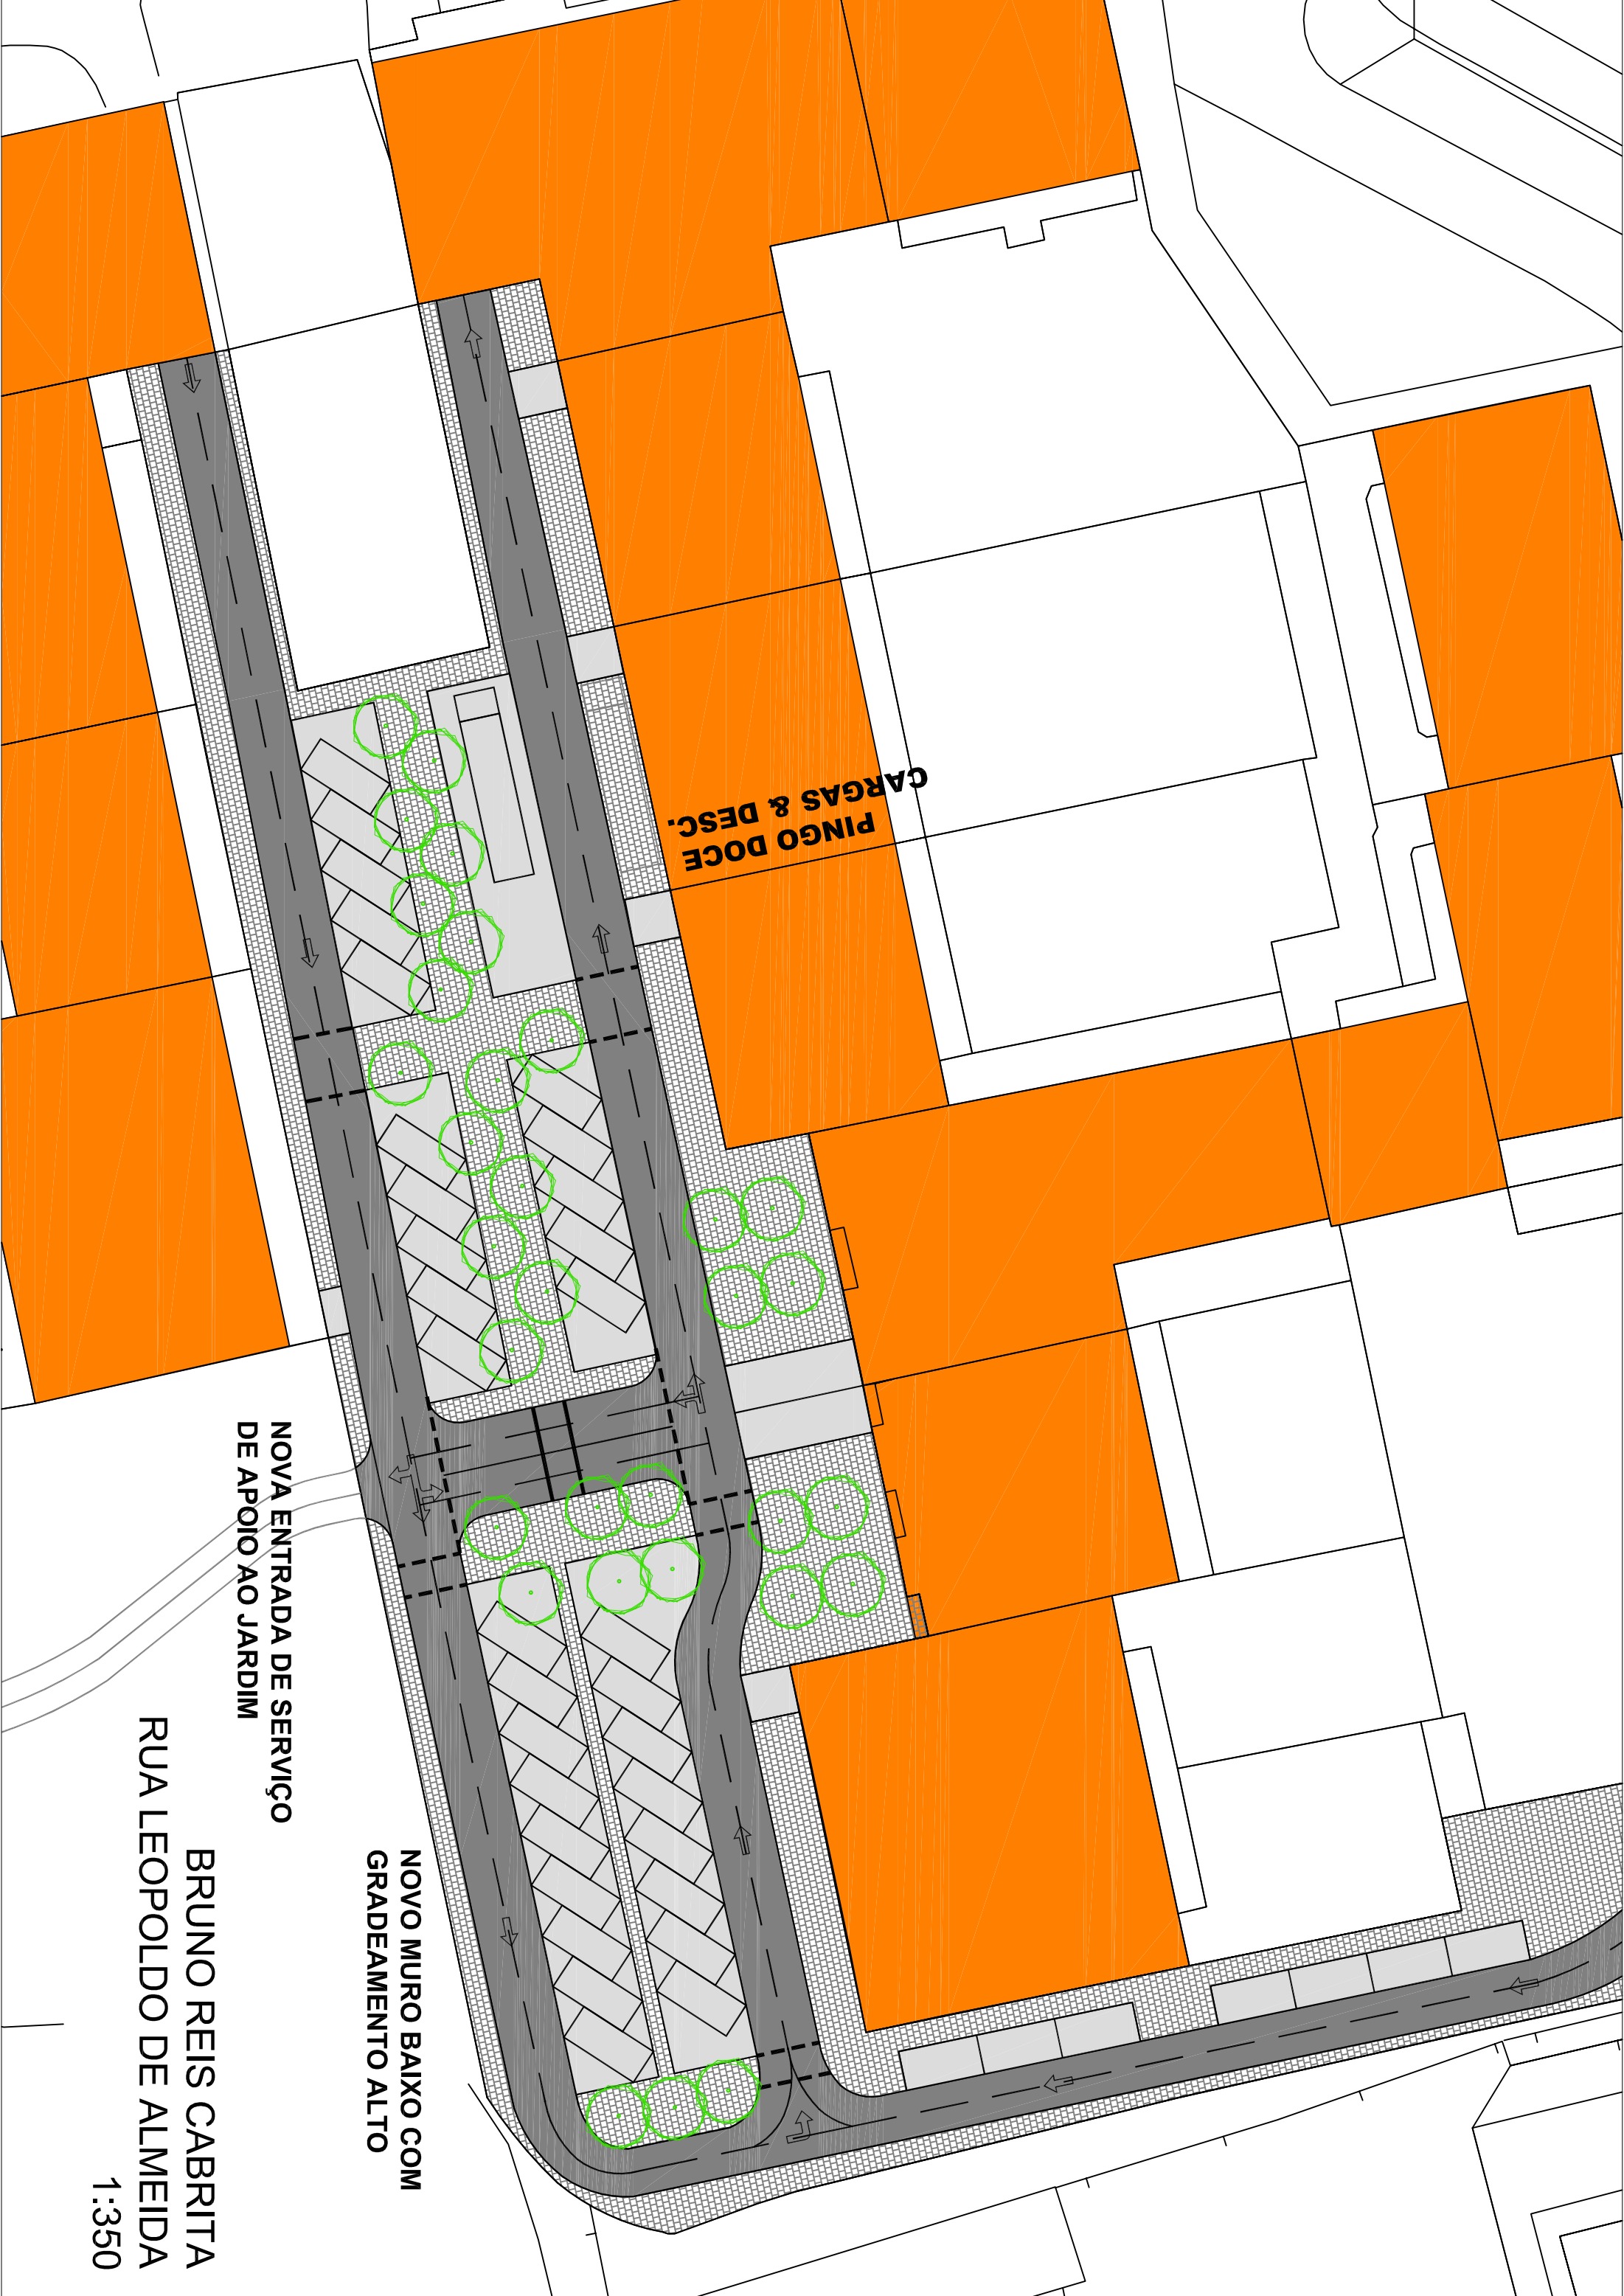 PINGO DOCE
CARGAS & DESC.
NOVA ENTRADA DE SERVIÇO
DE APOIO AO JARDIM
NOVO MURO BAIXO COM
GRADEAMENTO ALTO
BRUNO REIS CABRITA
RUA LEOPOLDO DE ALMEIDA
1:350